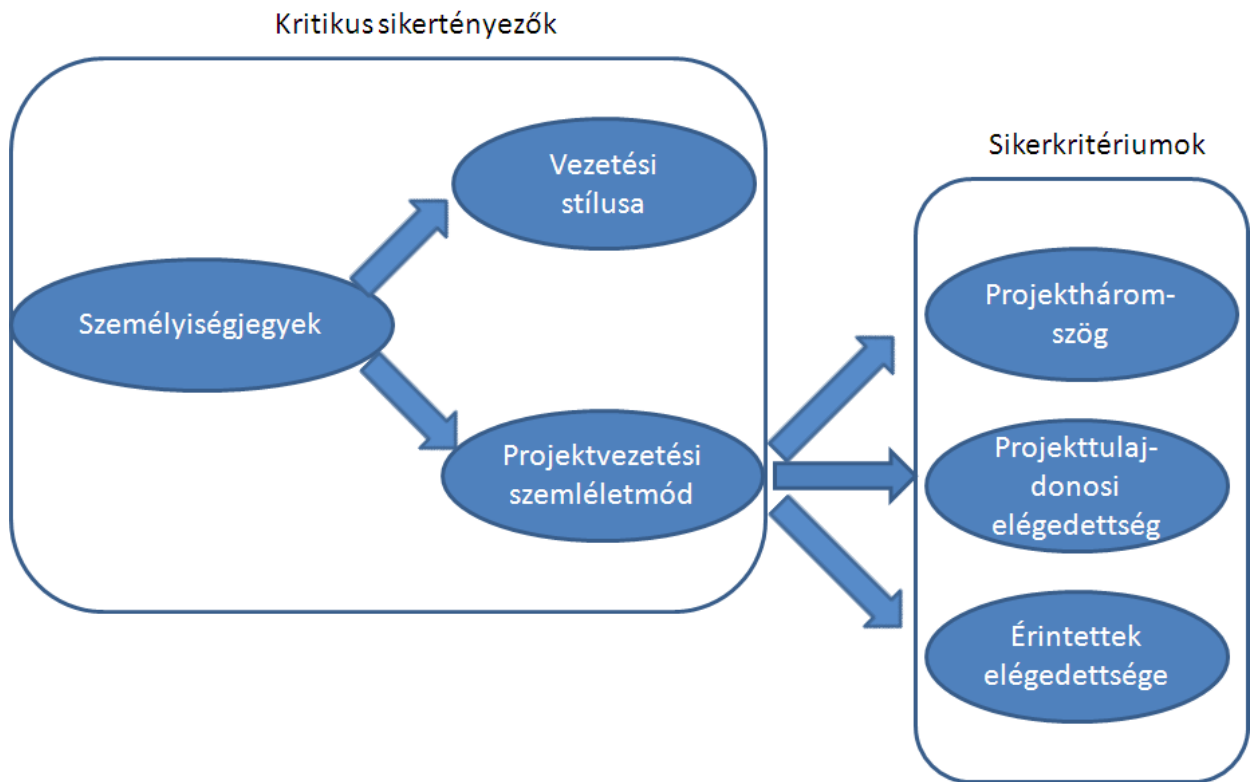 Kritikus sikertényezők
Vezetési
stílusa
Személyiségjegyek
Projektvezetési
szemléletmód
Sikerkritériumok
Projekthárom-
szög
Projekttulaj-
donosi
elégedettség
Érintettek
elégedettsége